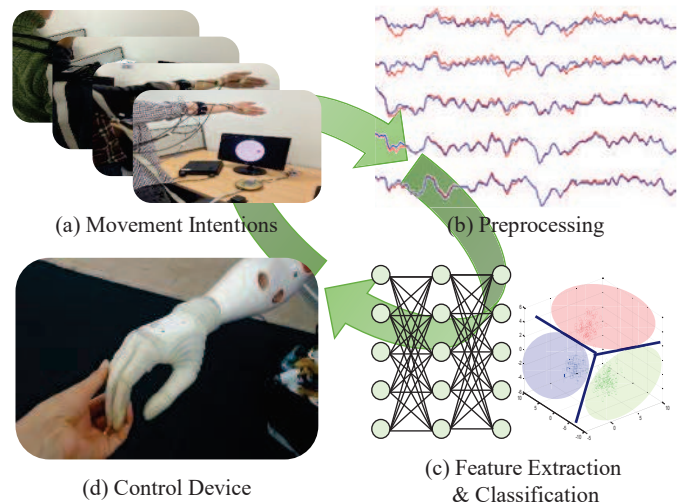 (a) Movement Intentions
(b) Preprocessing
(d) Control Device
(c) Feature Extraction
& Classification